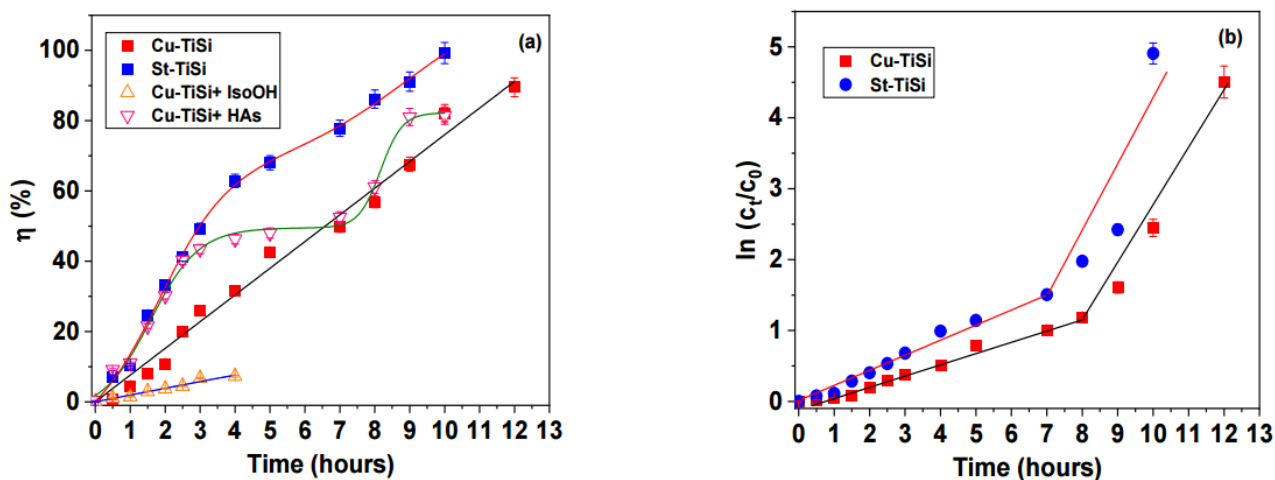 (a)
Cu-TiSi
St-TiSi
Cu-TiSi+ IsoOH
Cu-TiSi+ HAs
100
80
60
40
20
0
η (%)
0 1 2 3 4 5 6 7 8 9 10 11 12 13
Time (hours)
(b)
Cu-TiSi
St-TiSi
5
4
3
2
1
0
ln (c_t/c_0)
0 1 2 3 4 5 6 7 8 9 10 11 12 13
Time (hours)